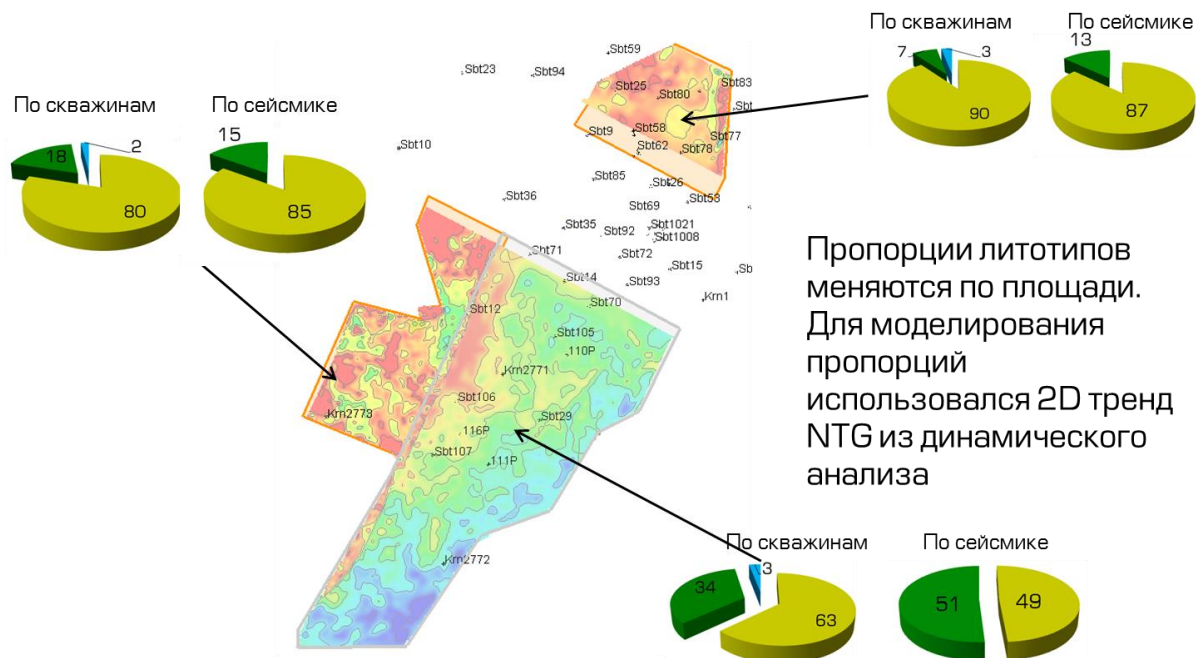 По скважинам
По сейсмике
7
3
13
90
87
По скважинам
По сейсмике
18
2
15
80
85
Sbt59
Sbt23
Sbt94
Sbt25
Sbt80
Sbt83
Sbt
Sbt58
Sbt9
Sbt62
Sbt77
Sbt78
Sbt10
Sbt85
Sbt26
Sbt36
Sbt53
Sbt69
Sbt35
Sbt1021
Sbt92
Sbt1008
Sbt71
Sbt72
Sbt15
Sb
Sbt14
Sbt93
Krn1
Sbt70
Sbt12
Sbt105
110P
Krn2771
Sbt106
Krn2773
Sbt29
116P
Sbt107
111P
Krn2772
Пропорции литотипов
меняются по площади.
Для моделирования
пропорций
использовался 2D тренд
NTG из динамического
анализа
По скважинам
По сейсмике
34
3
63
51
49